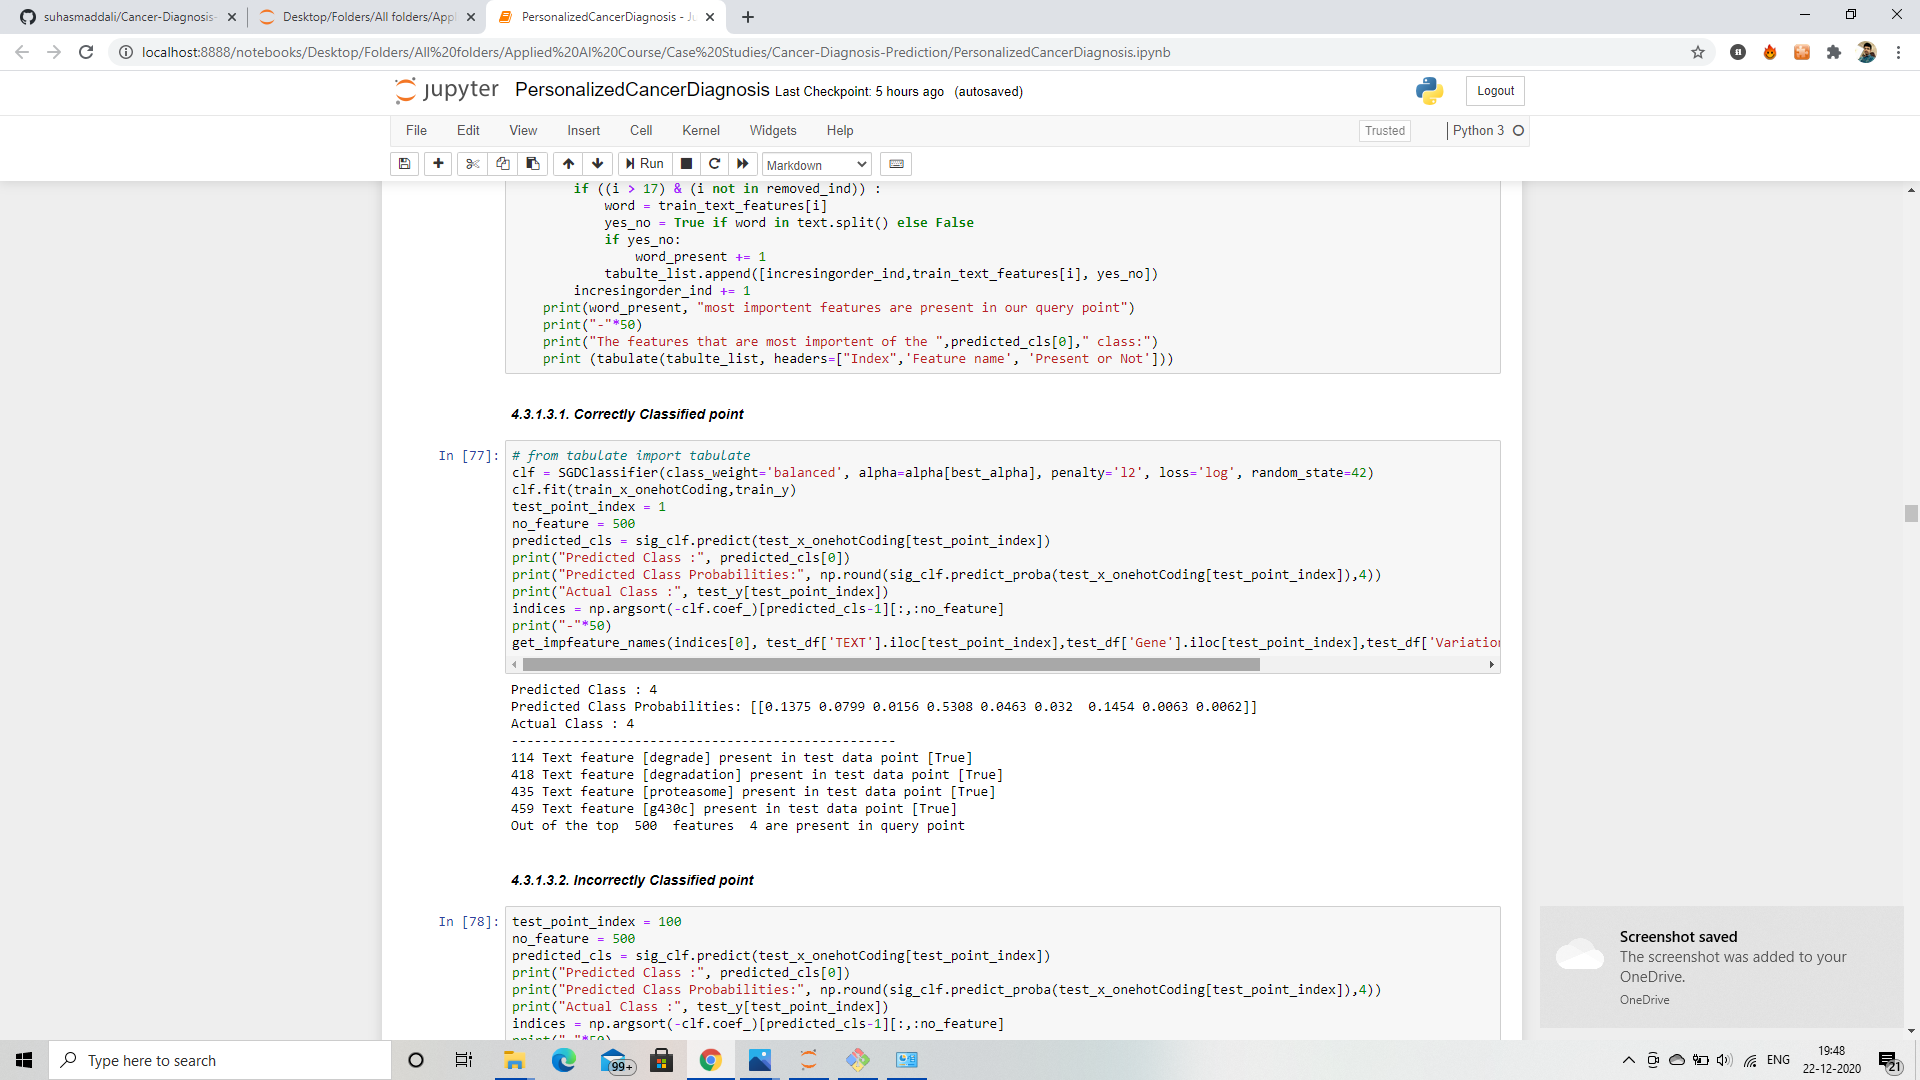 suhasmaddali/Cancer-Diagnosis-
Desktop/Folders/All folders/Appl
PersonalizedCancerDiagnosis - Ju
localhost:8888/notebooks/Desktop/Folders/All%20folders/Applied%20AI%20Course/Case%20Studies/Cancer-Diagnosis-Prediction/PersonalizedCancerDiagnosis.ipynb
jupyter PersonalizedCancerDiagnosis Last Checkpoint: 5 hours ago (autosaved)
Logout
File Edit View Insert Cell Kernel Widgets Help
Trusted
Python 3
Run
Markdown
if ((i > 17) & (i not in removed_ind)) :
word = train_text_features[i]
yes_no = True if word in text.split() else False
if yes_no:
word_present += 1
tabulte_list.append([incresingorder_ind,train_text_features[i], yes_no])
incresingorder_ind += 1
print(word_present, "most importent features are present in our query point")
print("-"*50)
print("The features that are most importent of the ",predicted_cls[0]," class:")
print (tabulate(tabulte_list, headers=["Index",'Feature name', 'Present or Not']))
4.3.1.3.1. Correctly Classified point
In [77]:
# from tabulate import tabulate
clf = SGDClassifier(class_weight='balanced', alpha=alpha[best_alpha], penalty='l2', loss='log', random_state=42)
clf.fit(train_x_onehotCoding,train_y)
test_point_index = 1
no_feature = 500
predicted_cls = sig_clf.predict(test_x_onehotCoding[test_point_index])
print("Predicted Class :", predicted_cls[0])
print("Predicted Class Probabilities:", np.round(sig_clf.predict_proba(test_x_onehotCoding[test_point_index]),4))
print("Actual Class :", test_y[test_point_index])
indices = np.argsort(-clf.coef_)[predicted_cls-1][:,:no_feature]
print("-"*50)
get_impfeature_names(indices[0], test_df['TEXT'].iloc[test_point_index],test_df['Gene'].iloc[test_point_index],test_df['Variation
Predicted Class : 4
Predicted Class Probabilities: [[0.1375 0.0799 0.0156 0.5308 0.0463 0.032  0.1454 0.0063 0.0062]]
Actual Class : 4
--------------------------------------------------
114 Text feature [degrade] present in test data point [True]
418 Text feature [degradation] present in test data point [True]
435 Text feature [proteasome] present in test data point [True]
459 Text feature [g430c] present in test data point [True]
Out of the top  500  features  4 are present in query point
4.3.1.3.2. Incorrectly Classified point
In [78]:
test_point_index = 100
no_feature = 500
predicted_cls = sig_clf.predict(test_x_onehotCoding[test_point_index])
print("Predicted Class :", predicted_cls[0])
print("Predicted Class Probabilities:", np.round(sig_clf.predict_proba(test_x_onehotCoding[test_point_index]),4))
print("Actual Class :", test_y[test_point_index])
indices = np.argsort(-clf.coef_)[predicted_cls-1][:,:no_feature]
print("-"*50)
Screenshot saved
The screenshot was added to your
OneDrive.
OneDrive
Type here to search
99+
ENG
19:48
22-12-2020
21